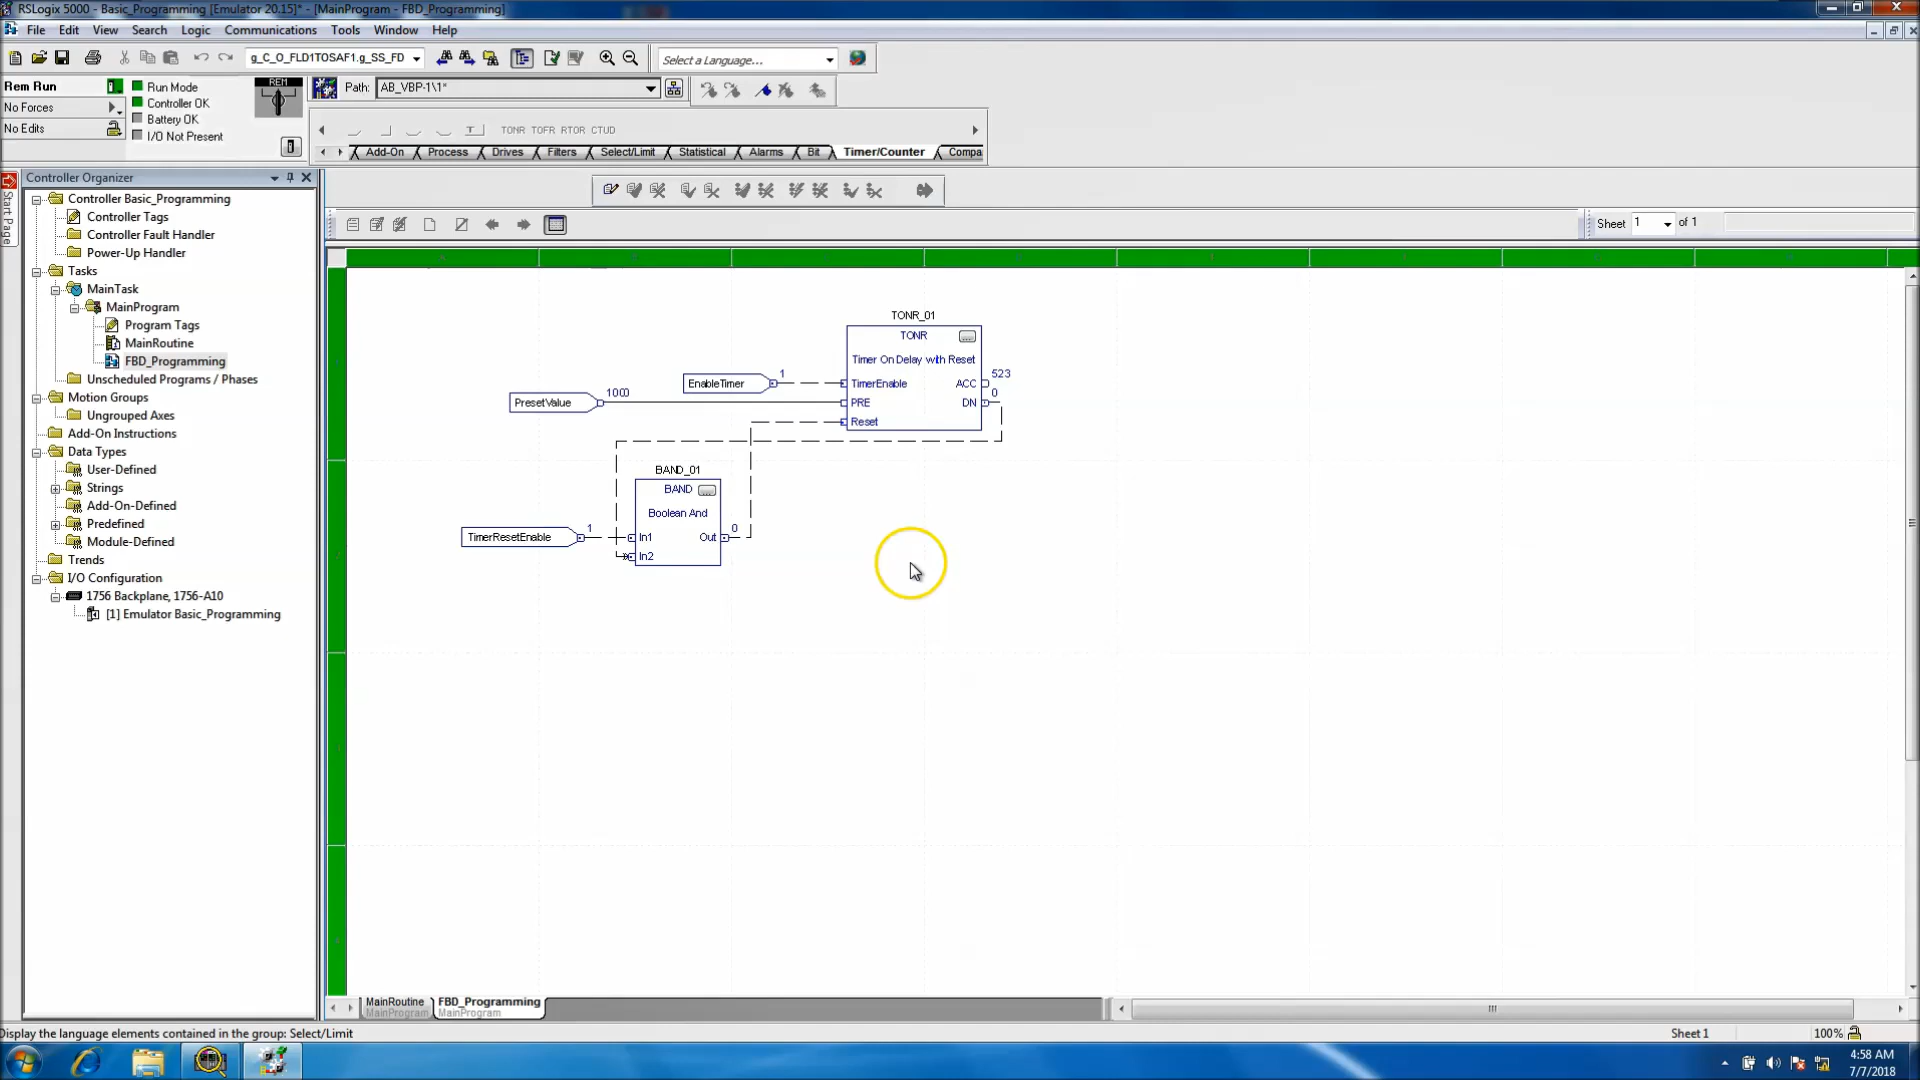 RSLogix 5000 - Basic_Programming [Emulator 20.15]* - [MainProgram - FBD_Programming]
File Edit View Search Logic Communications Tools Window Help
g_C_O_FLD1TOSAF1.g_SS_FD
Select a Language...
Rem Run
Run Mode
REM
Path: AB_VBP-1\1*
No Forces
Controller OK
Battery OK
No Edits
I/O Not Present
TONR TOFR RTOR CTUD
Add-On Process Drives Filters Select/Limit Statistical Alarms Bit Timer/Counter Compa
Start Page
Controller Organizer
Controller Basic_Programming
Controller Tags
Controller Fault Handler
Power-Up Handler
Tasks
MainTask
MainProgram
Program Tags
MainRoutine
FBD_Programming
Unscheduled Programs / Phases
Motion Groups
Ungrouped Axes
Add-On Instructions
Data Types
User-Defined
Strings
Add-On-Defined
Predefined
Module-Defined
Trends
I/O Configuration
1756 Backplane, 1756-A10
[1] Emulator Basic_Programming
Sheet 1 of 1
TONR_01
TONR
Timer On Delay with Reset
EnableTimer 1 TimerEnable ACC 523
PresetValue 1000 PRE DN 0
Reset
BAND_01
BAND
Boolean And
TimerResetEnable 1 In1 Out 0
In2
MainRoutine
MainProgram
FBD_Programming
MainProgram
Display the language elements contained in the group: Select/Limit
Sheet 1
100%
4:58 AM
7/7/2018